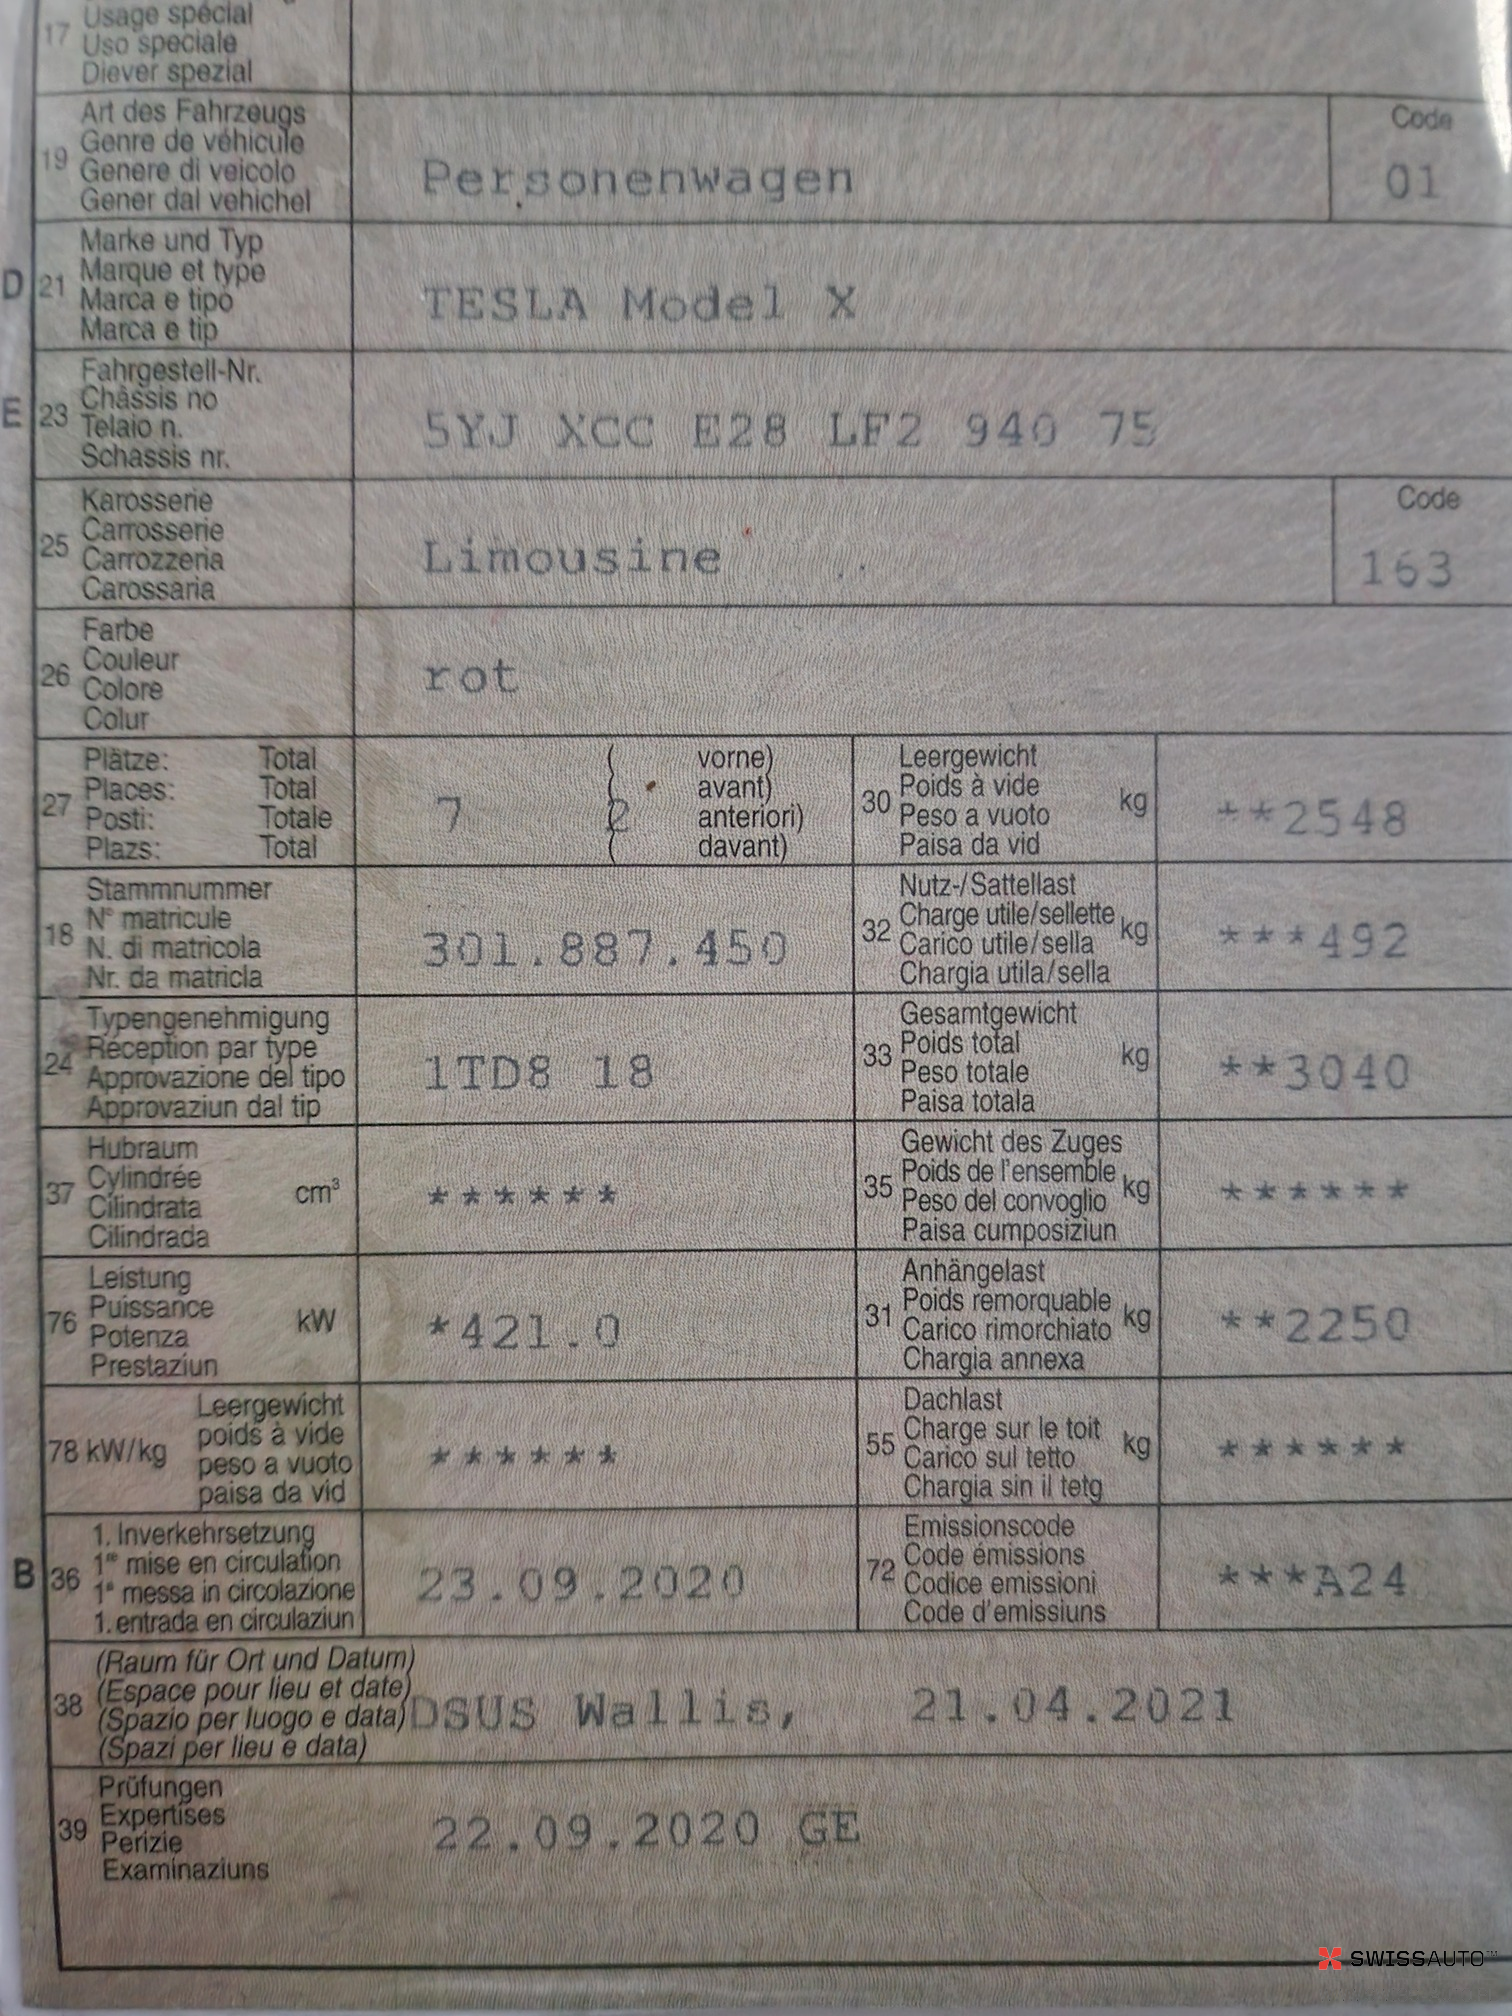 17 Usage spécial
Uso speciale
Diever spezial
19 Art des Fahrzeugs
Genre de véhicule
Genere di veicolo
Gener dal vehichel
Personenwagen
Code
01
D 21 Marke und Typ
Marque et type
Marca e tipo
Marca e tip
TESLA Model X
E 23 Fahrgestell-Nr.
Châssis no
Telaio n.
Schassis nr.
5YJ XCC E28 LF2 940 75
25 Karosserie
Carrosserie
Carrozzeria
Carossaria
Limousine
Code
163
26 Farbe
Couleur
Colore
Colur
rot
27 Plätze: Total
Places: Total
Posti: Totale
Plazs: Total
7 ( 2 vorne)
( avant)
( anteriori)
( davant)
30 Leergewicht
Poids à vide
Peso a vuoto
Paisa da vid
kg
**2548
18 Stammnummer
N° matricule
N. di matricola
Nr. da matricla
301.887.450
32 Nutz-/Sattellast
Charge utile/sellette
Carico utile/sella
Chargia utila/sella
kg
***492
24 Typengenehmigung
Réception par type
Approvazione del tipo
Approvaziun dal tip
1TD8 18
33 Gesamtgewicht
Poids total
Peso totale
Paisa totala
kg
**3040
37 Hubraum
Cylindrée
Cilindrata
Cilindrada
cm³
******
35 Gewicht des Zuges
Poids de l'ensemble
Peso del convoglio
Paisa cumposiziun
kg
******
76 Leistung
Puissance
Potenza
Prestaziun
kW
*421.0
31 Anhängelast
Poids remorquable
Carico rimorchiato
Chargia annexa
kg
**2250
78 kW/kg
Leergewicht
poids à vide
peso a vuoto
paisa da vid
******
55 Dachlast
Charge sur le toit
Carico sul tetto
Chargia sin il tetg
kg
******
B 36 1. Inverkehrsetzung
1re mise en circulation
1a messa in circolazione
1. entrada en circulaziun
23.09.2020
72 Emissionscode
Code émissions
Codice emissioni
Code d'emissiuns
***A24
38 (Raum für Ort und Datum)
(Espace pour lieu et date)
(Spazio per luogo e data)
(Spazi per lieu e data)
DSUS Wallis, 21.04.2021
39 Prüfungen
Expertises
Perizie
Examinaziuns
22.09.2020 GE
SWISSAUTO™